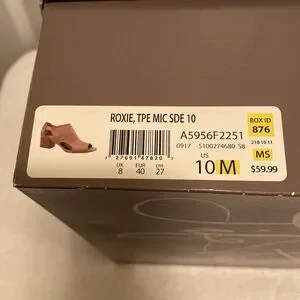 ROXIE, TPE MIC SDE 10
BOX ID
876
A5956F2251
0917 5100274680 58
218 10 11
7 27691 47820 7
UK EUR CM
8 40 27
US
10 M
MS
$59.99